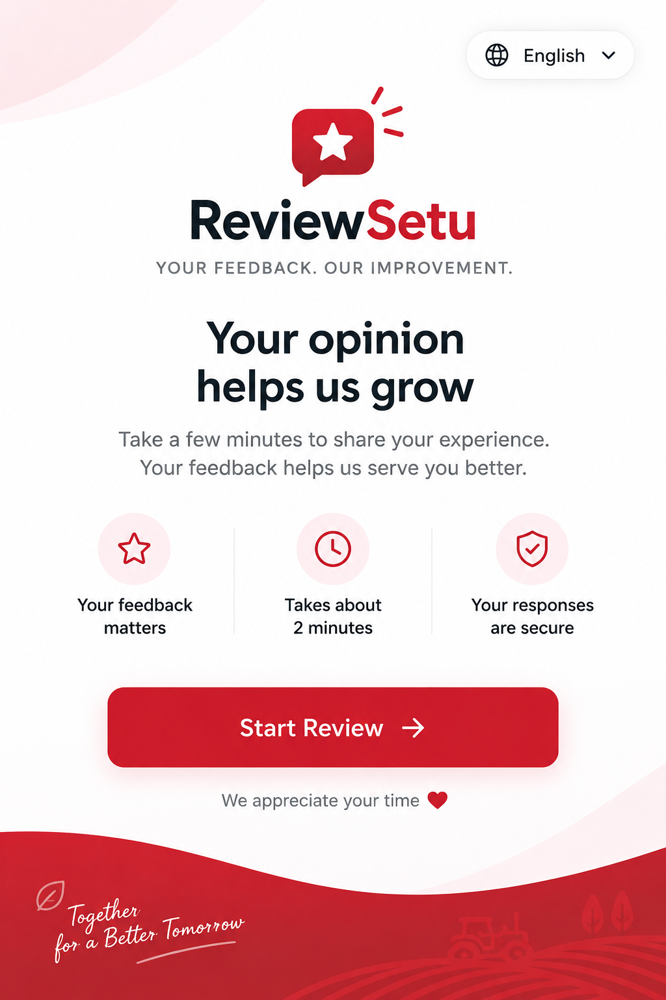 English
ReviewSetu
YOUR FEEDBACK. OUR IMPROVEMENT.
Your opinion
helps us grow
Take a few minutes to share your experience.
Your feedback helps us serve you better.
Your feedback
matters
Takes about
2 minutes
Your responses
are secure
Start Review
We appreciate your time
Together
for a Better Tomorrow